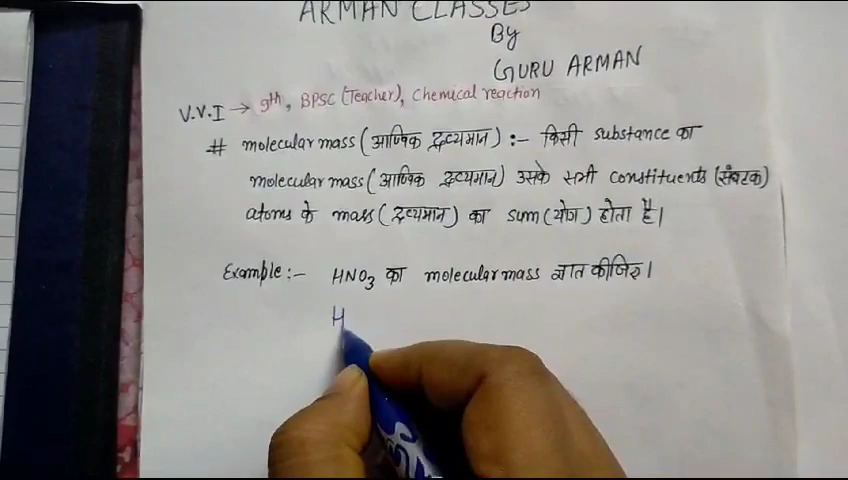 ARMAN CLASSES
By
GURU ARMAN
V.V.I → 9th, BPSC (Teacher), Chemical reaction
# molecular mass (आण्विक द्रव्यमान) :- किसी substance का
molecular mass (आण्विक द्रव्यमान) उसके सभी constituents (संघटक)
atoms के mass (द्रव्यमान) का sum (योग) होता है।
Example:- HNO₃ का molecular mass ज्ञात कीजिए।
H